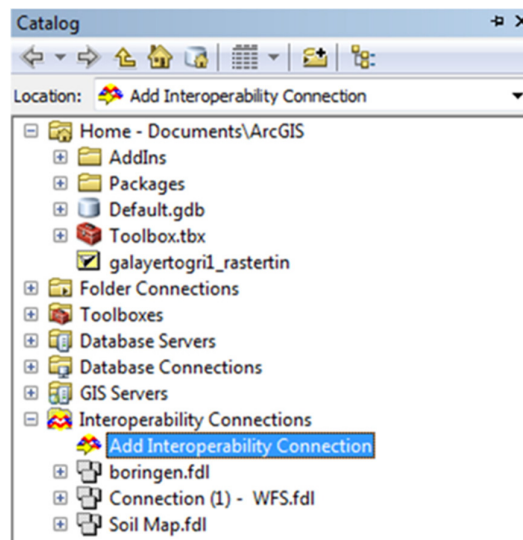 Catalog
Location: Add Interoperability Connection
Home - Documents\ArcGIS
AddIns
Packages
Default.gdb
Toolbox.tbx
galayertogri1_rastertin
Folder Connections
Toolboxes
Database Servers
Database Connections
GIS Servers
Interoperability Connections
Add Interoperability Connection
boringen.fdl
Connection (1) - WFS.fdl
Soil Map.fdl